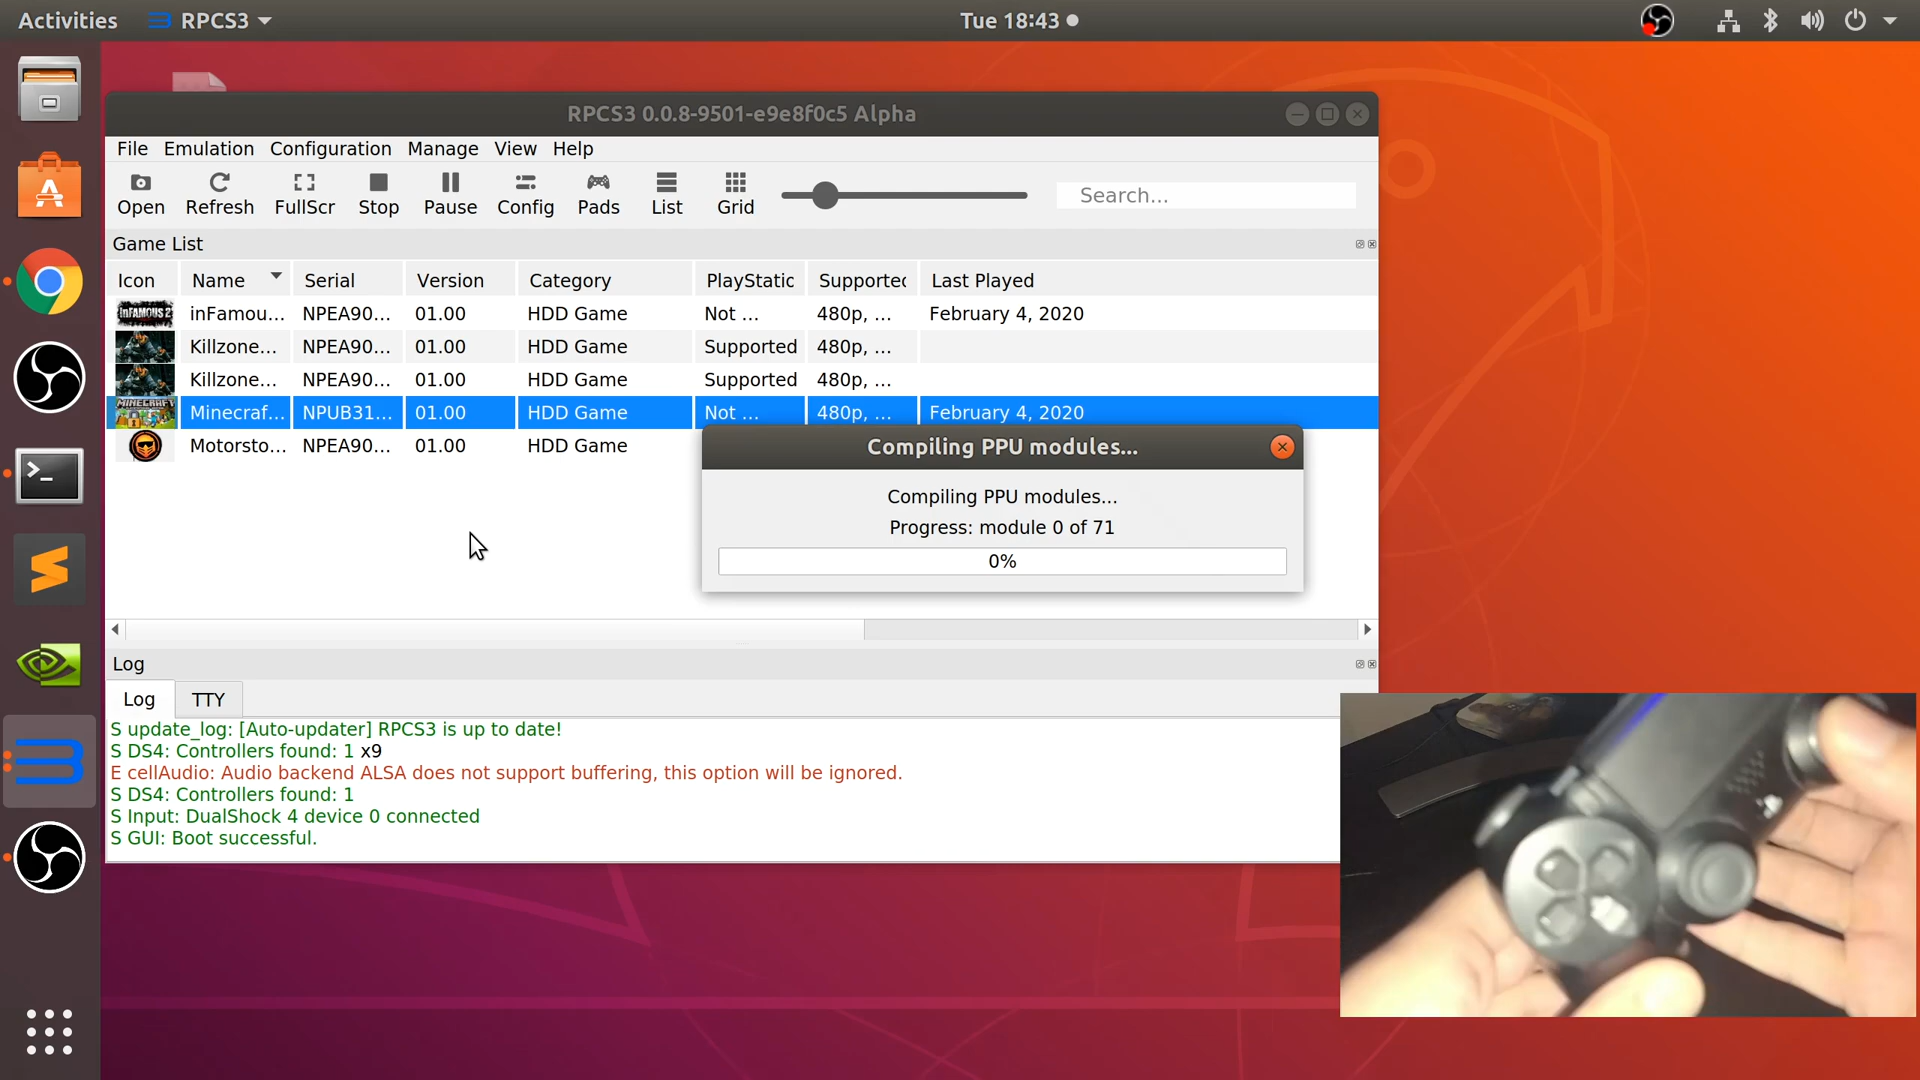 Activities RPCS3 Tue 18:43
RPCS3 0.0.8-9501-e9e8f0c5 Alpha
File Emulation Configuration Manage View Help
Open Refresh FullScr Stop Pause Config Pads List Grid Search...
Game List
Icon Name Serial Version Category PlayStatic Supported Last Played
inFAMOUS 2 inFamou... NPEA90... 01.00 HDD Game Not ... 480p, ... February 4, 2020
Killzone... NPEA90... 01.00 HDD Game Supported 480p, ...
Killzone... NPEA90... 01.00 HDD Game Supported 480p, ...
MINECRAFT Minecraf... NPUB31... 01.00 HDD Game Not ... 480p, ... February 4, 2020
Motorsto... NPEA90... 01.00 HDD Game
Compiling PPU modules...
Compiling PPU modules...
Progress: module 0 of 71
0%
Log
Log TTY
S update_log: [Auto-updater] RPCS3 is up to date!
S DS4: Controllers found: 1 x9
E cellAudio: Audio backend ALSA does not support buffering, this option will be ignored.
S DS4: Controllers found: 1
S Input: DualShock 4 device 0 connected
S GUI: Boot successful.